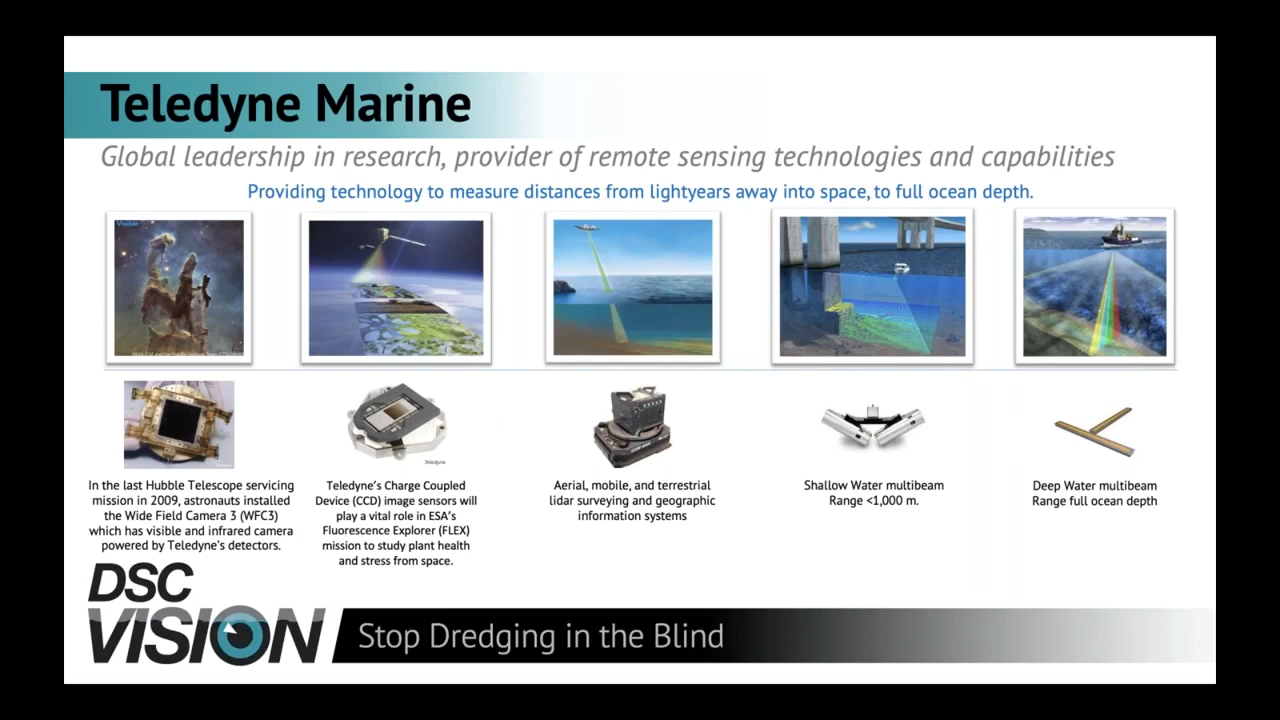 Teledyne Marine
Global leadership in research, provider of remote sensing technologies and capabilities
Providing technology to measure distances from lightyears away into space, to full ocean depth.
Visible
Teledyne
In the last Hubble Telescope servicing
mission in 2009, astronauts installed
the Wide Field Camera 3 (WFC3)
which has visible and infrared camera
powered by Teledyne's detectors.
Teledyne's Charge Coupled
Device (CCD) image sensors will
play a vital role in ESA's
Fluorescence Explorer (FLEX)
mission to study plant health
and stress from space.
Aerial, mobile, and terrestrial
lidar surveying and geographic
information systems
Shallow Water multibeam
Range <1,000 m.
Deep Water multibeam
Range full ocean depth
DSC
VISION
Stop Dredging in the Blind